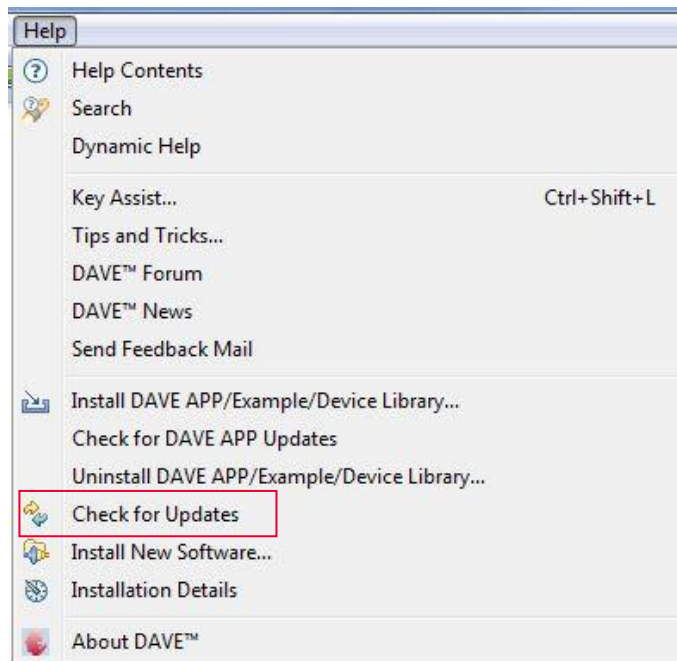 Help
Help Contents
Search
Dynamic Help
Key Assist... Ctrl+Shift+L
Tips and Tricks...
DAVE™ Forum
DAVE™ News
Send Feedback Mail
Install DAVE APP/Example/Device Library...
Check for DAVE APP Updates
Uninstall DAVE APP/Example/Device Library...
Check for Updates
Install New Software...
Installation Details
About DAVE™